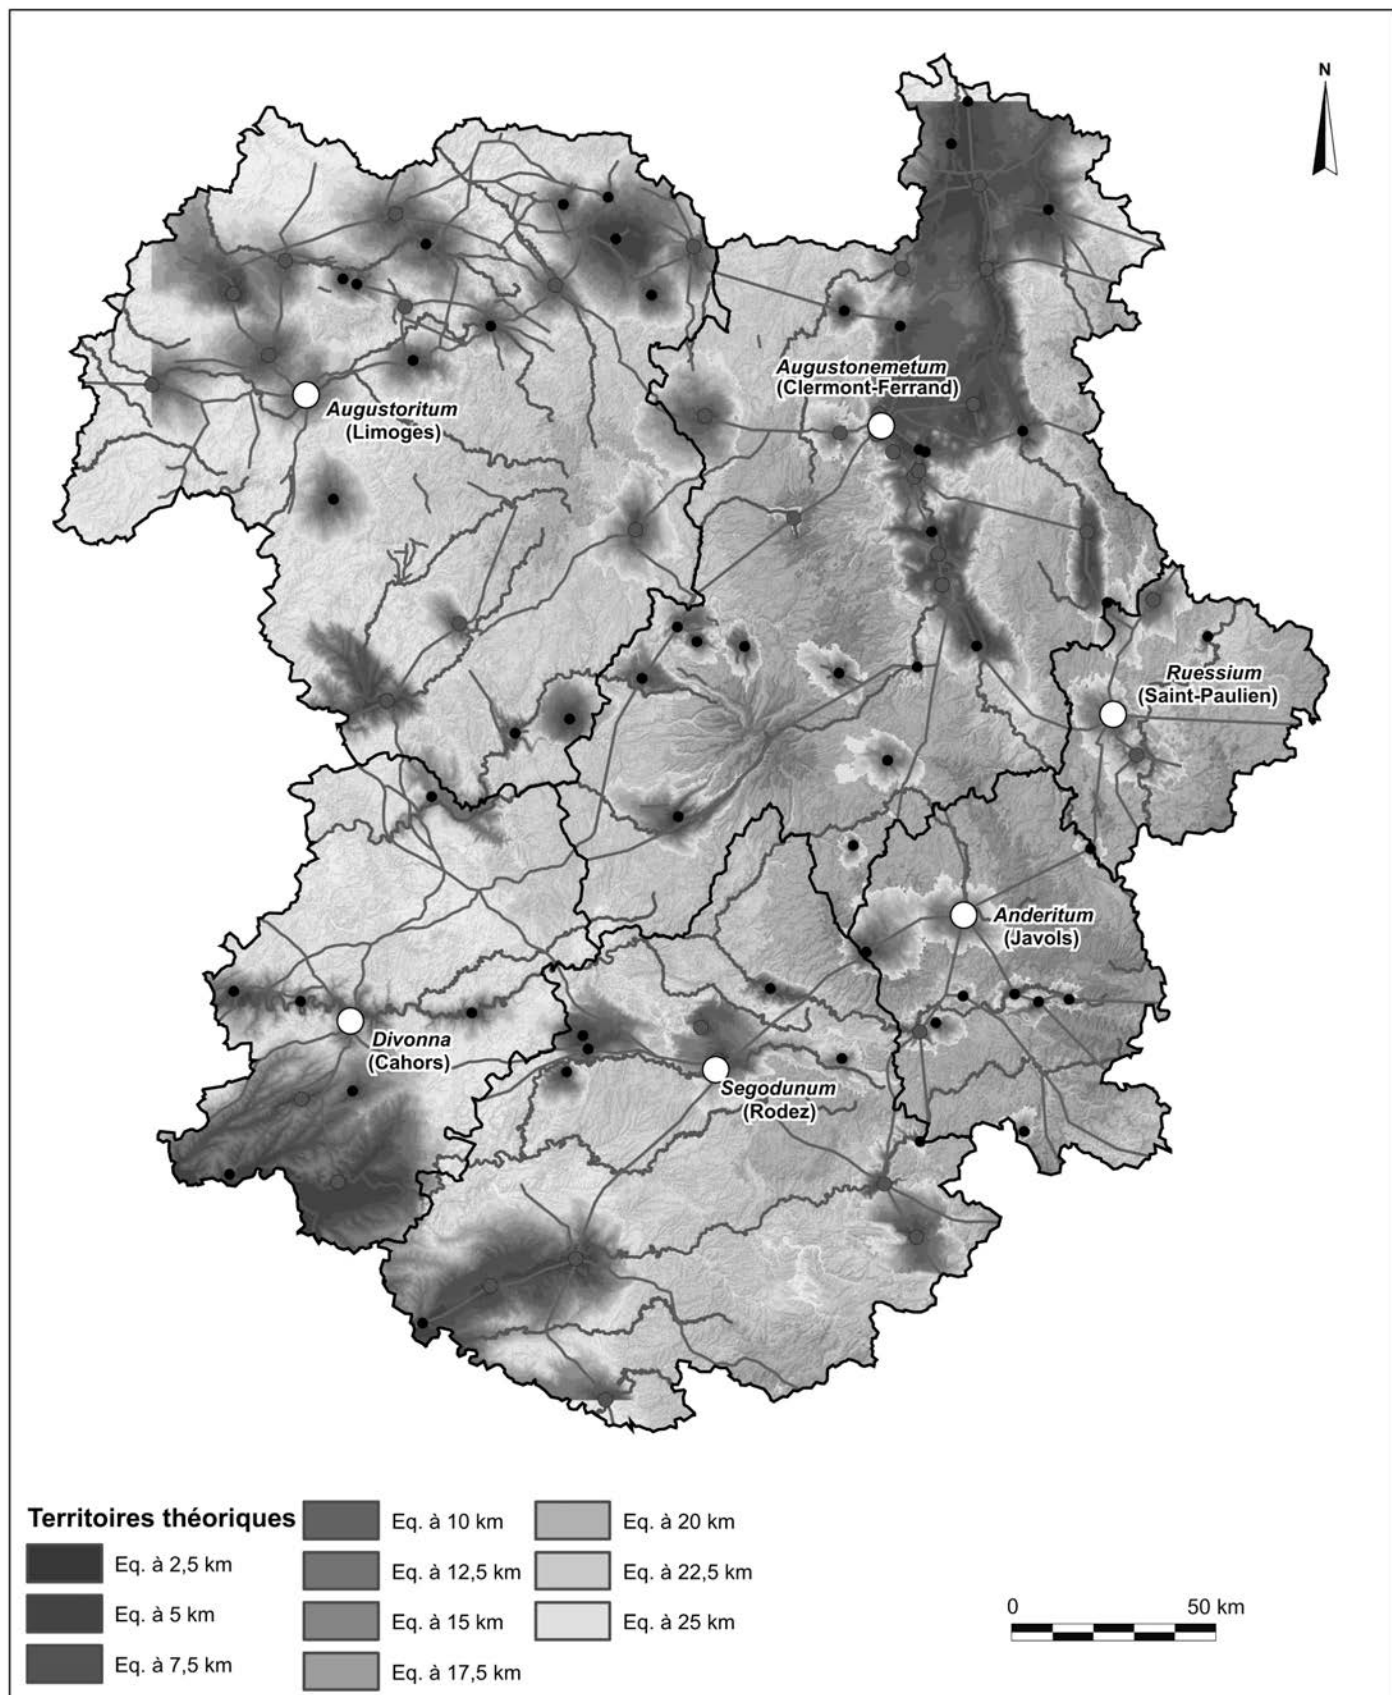 N
Augustonemetum
(Clermont-Ferrand)
Augustoritum
(Limoges)
Ruessium
(Saint-Paulien)
Anderitum
(Javols)
Divonna
(Cahors)
Segodunum
(Rodez)
Territoires théoriques
Eq. à 2,5 km
Eq. à 5 km
Eq. à 7,5 km
Eq. à 10 km
Eq. à 12,5 km
Eq. à 15 km
Eq. à 17,5 km
Eq. à 20 km
Eq. à 22,5 km
Eq. à 25 km
0 50 km